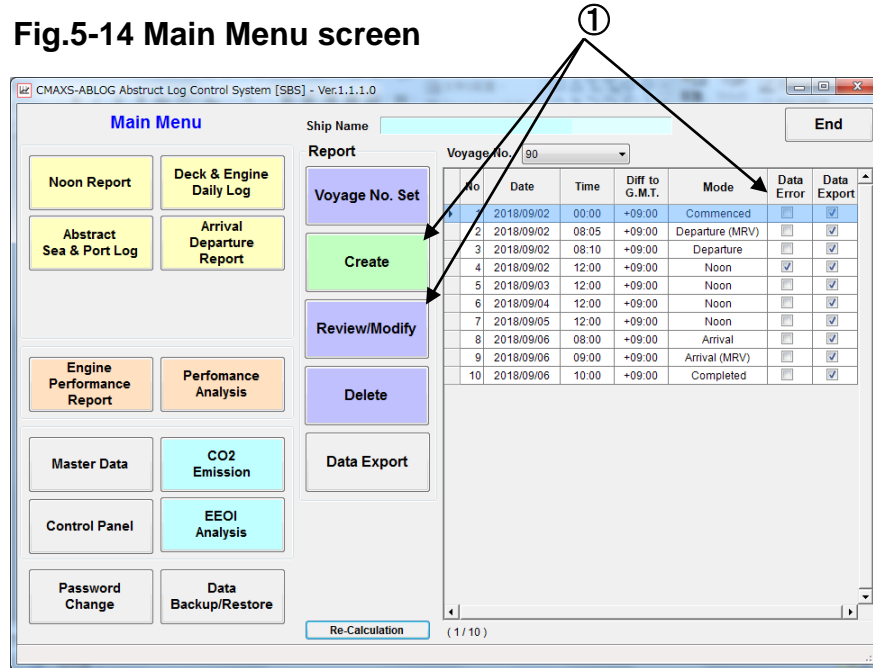 ①
Fig.5-14 Main Menu screen
CMAXS-ABLOG Abstruct Log Control System [SBS] - Ver.1.1.1.0
Main Menu
Ship Name
End
Noon Report
Deck & Engine
Daily Log
Abstract
Sea & Port Log
Arrival
Departure
Report
Engine
Performance
Report
Perfomance
Analysis
Master Data
CO2
Emission
Control Panel
EEOI
Analysis
Password
Change
Data
Backup/Restore
Report
Voyage No. Set
Create
Review/Modify
Delete
Data Export
Re-Calculation
Voyage No. 90
No Date Time Diff to G.M.T. Mode Data Error Data Export
1 2018/09/02 00:00 +09:00 Commenced
2 2018/09/02 08:05 +09:00 Departure (MRV)
3 2018/09/02 08:10 +09:00 Departure
4 2018/09/02 12:00 +09:00 Noon
5 2018/09/03 12:00 +09:00 Noon
6 2018/09/04 12:00 +09:00 Noon
7 2018/09/05 12:00 +09:00 Noon
8 2018/09/06 08:00 +09:00 Arrival
9 2018/09/06 09:00 +09:00 Arrival (MRV)
10 2018/09/06 10:00 +09:00 Completed
( 1 / 10 )